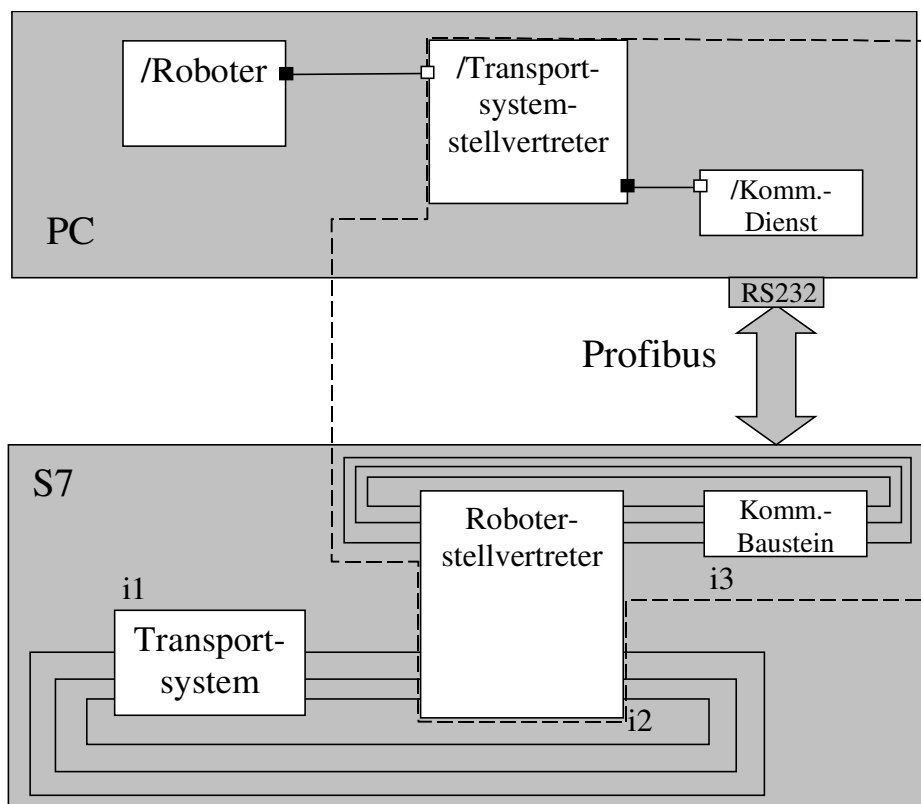 /Roboter
/Transport-
system-
stellvertreter
/Komm.-
Dienst
PC
RS232
Profibus
S7
Roboter-
stellvertreter
Komm.-
Baustein
i3
i1
Transport-
system
i2